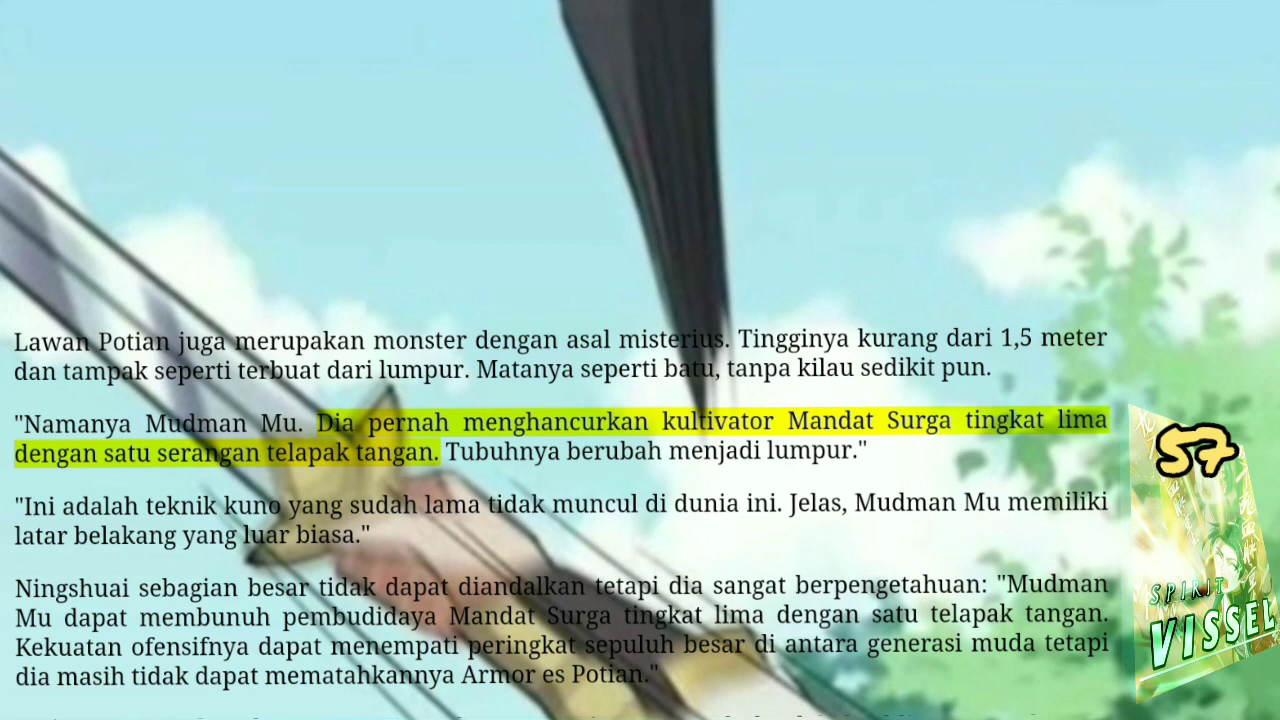 Lawan Potian juga merupakan monster dengan asal misterius. Tingginya kurang dari 1,5 meter
dan tampak seperti terbuat dari lumpur. Matanya seperti batu, tanpa kilau sedikit pun.
"Namanya Mudman Mu. Dia pernah menghancurkan kultivator Mandat Surga tingkat lima
dengan satu serangan telapak tangan. Tubuhnya berubah menjadi lumpur."
"Ini adalah teknik kuno yang sudah lama tidak muncul di dunia ini. Jelas, Mudman Mu memiliki
latar belakang yang luar biasa."
Ningshuai sebagian besar tidak dapat diandalkan tetapi dia sangat berpengetahuan: "Mudman
Mu dapat membunuh pembudidaya Mandat Surga tingkat lima dengan satu telapak tangan.
Kekuatan ofensifnya dapat menempati peringkat sepuluh besar di antara generasi muda tetapi
dia masih tidak dapat mematahkannya Armor es Potian."
57
SPIRIT
VISSEL